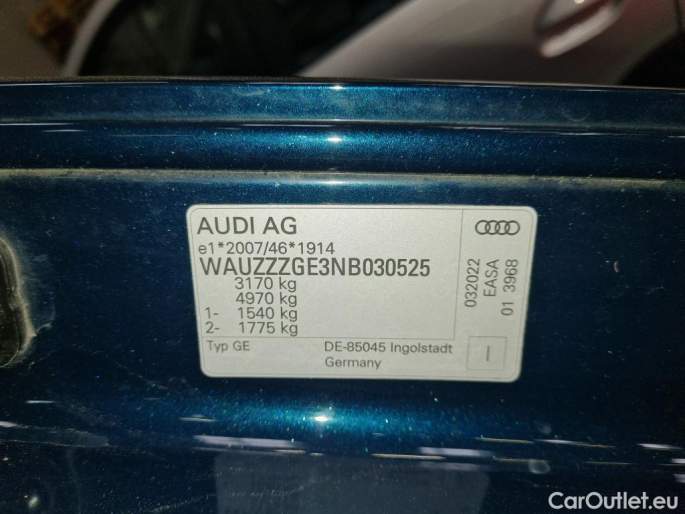 AUDI AG
e1*2007/46*1914
WAUZZZGE3NB030525
3170 kg
4970 kg
1- 1540 kg
2- 1775 kg
Typ GE
DE-85045 Ingolstadt
Germany
I
032022
EASA
01 3968
CarOutlet.eu